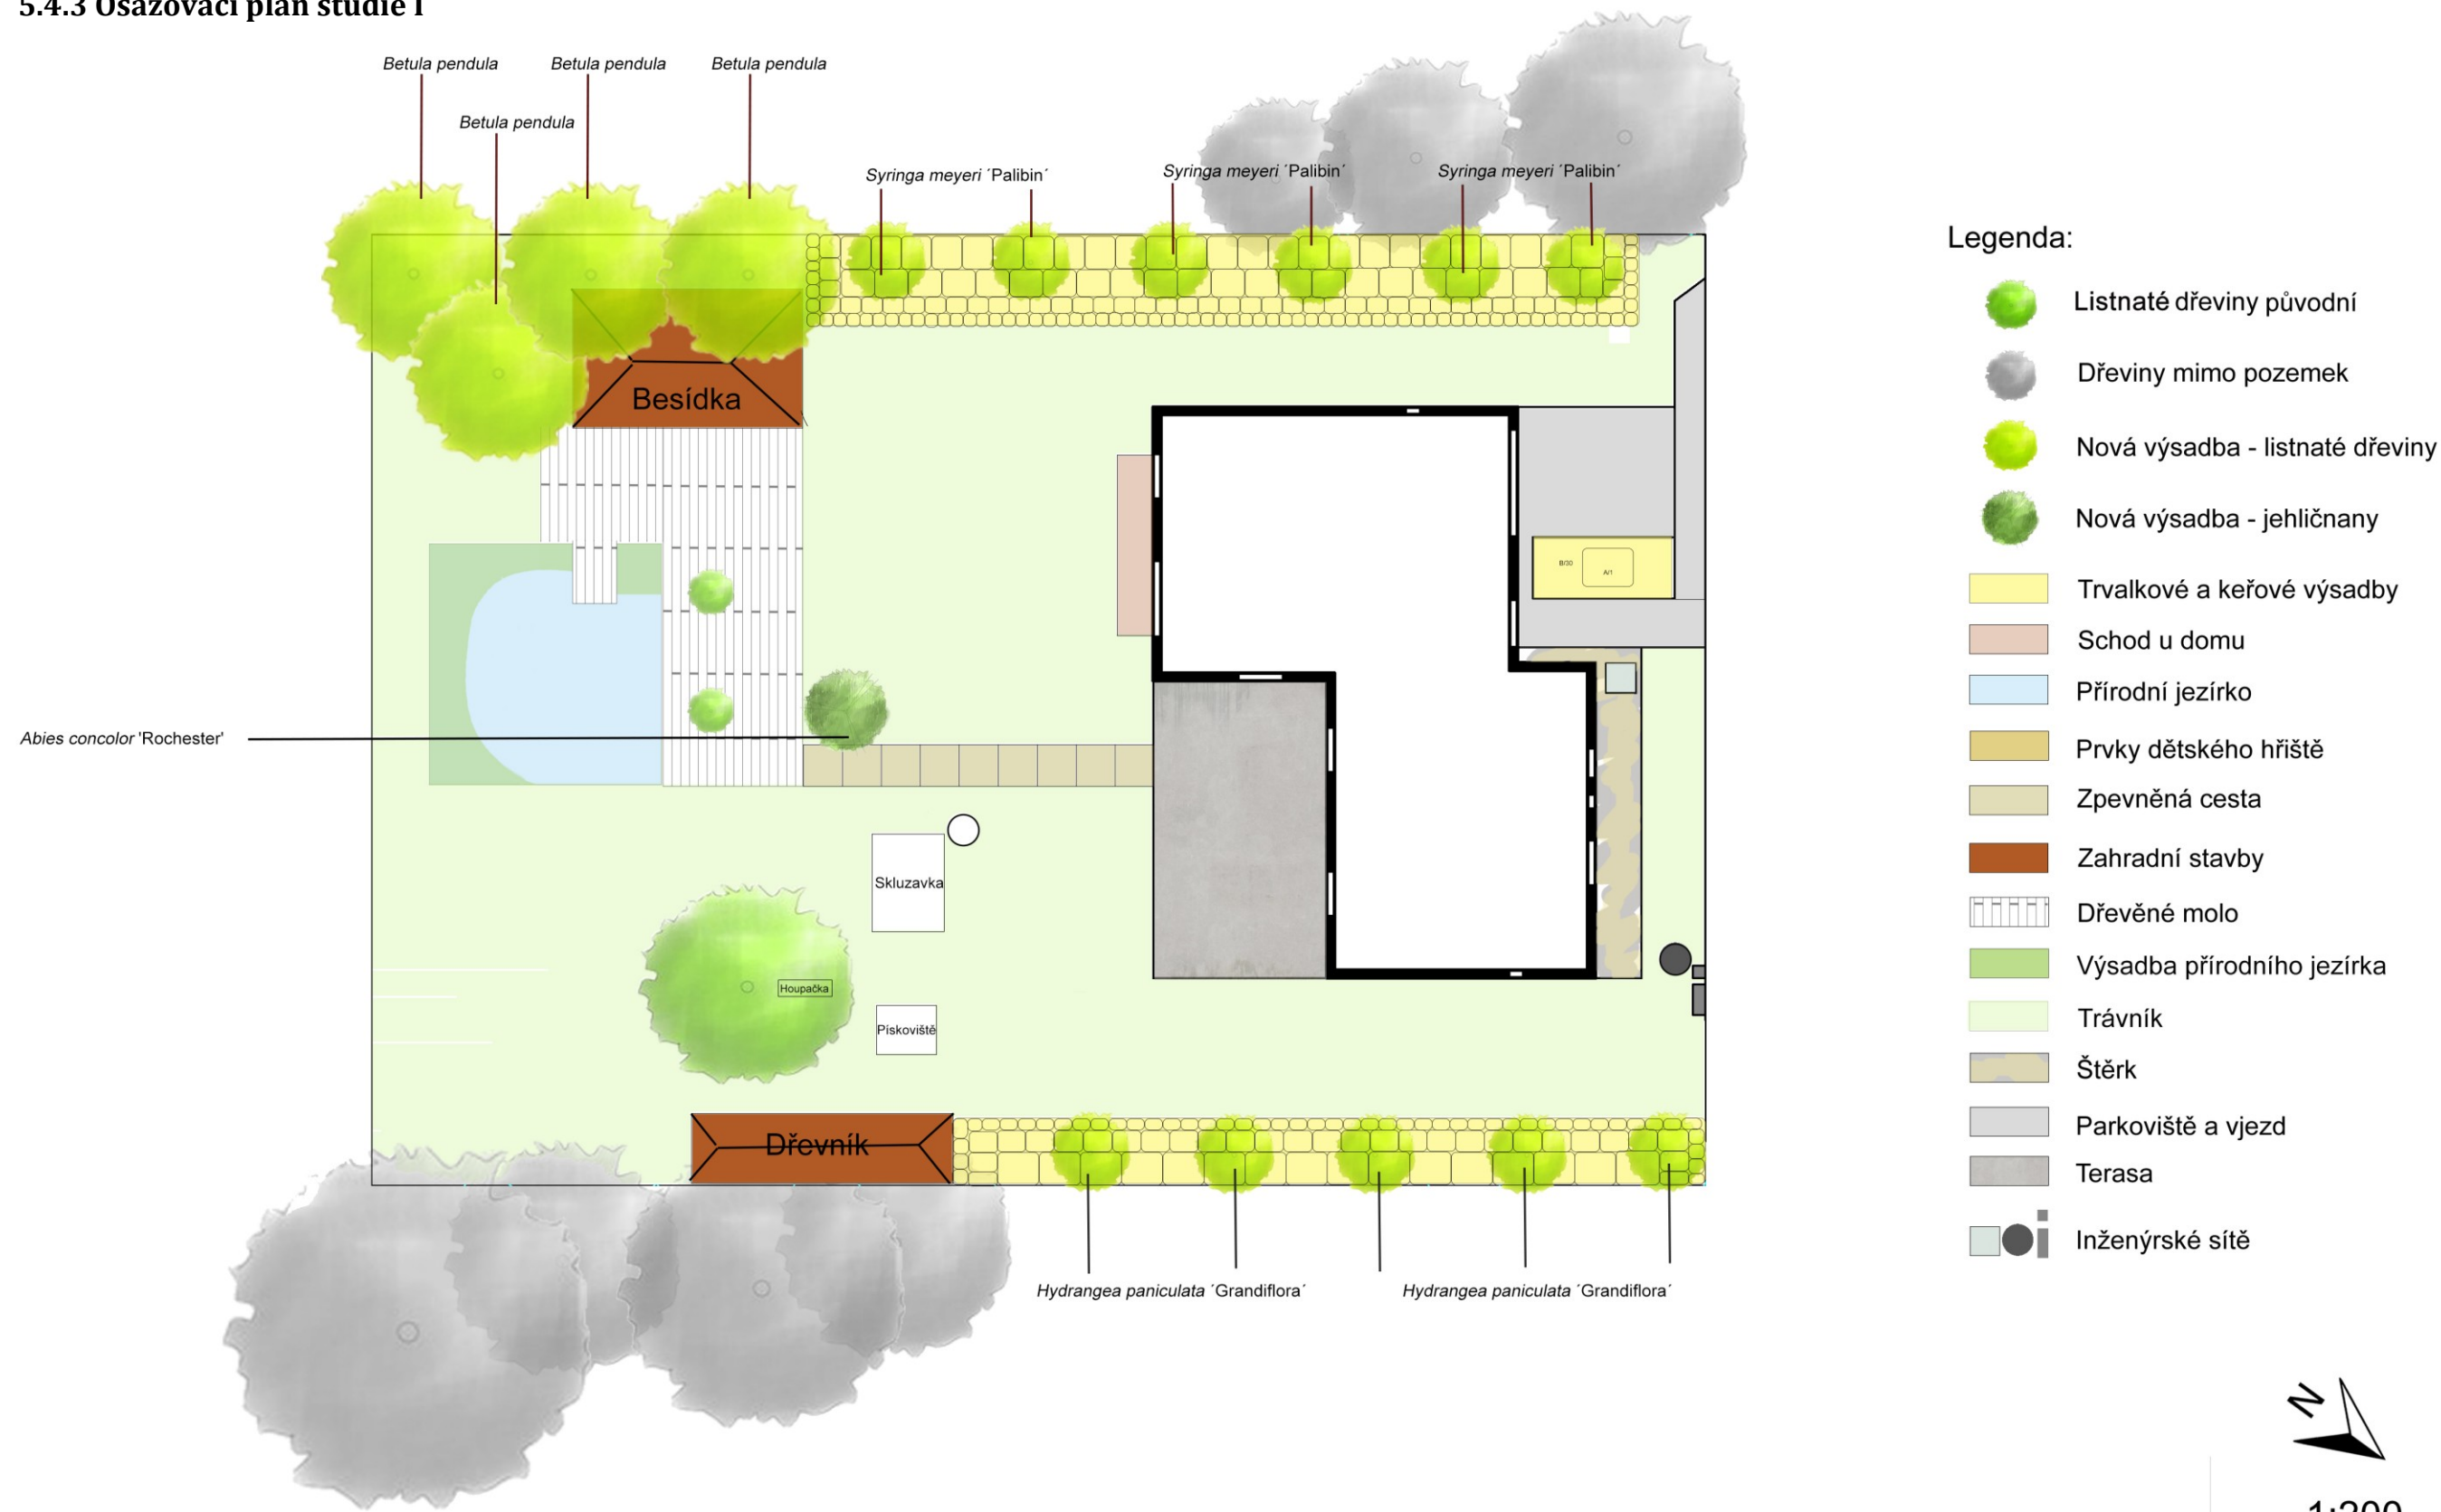 5.4.3 Osazovací plán studie I
Betula pendula
Betula pendula
Betula pendula
Betula pendula
Syringa meyeri ´Palibin´
Syringa meyeri ´Palibin´
Syringa meyeri ´Palibin´
Besídka
B/30
A/1
Abies concolor 'Rochester'
Skluzavka
Houpačka
Pískoviště
Dřevník
Hydrangea paniculata ´Grandiflora´
Hydrangea paniculata ´Grandiflora´
Legenda:
Listnaté dřeviny původní
Dřeviny mimo pozemek
Nová výsadba - listnaté dřeviny
Nová výsadba - jehličnany
Trvalkové a keřové výsadby
Schod u domu
Přírodní jezírko
Prvky dětského hřiště
Zpevněná cesta
Zahradní stavby
Dřevěné molo
Výsadba přírodního jezírka
Trávník
Štěrk
Parkoviště a vjezd
Terasa
Inženýrské sítě
N
1:200